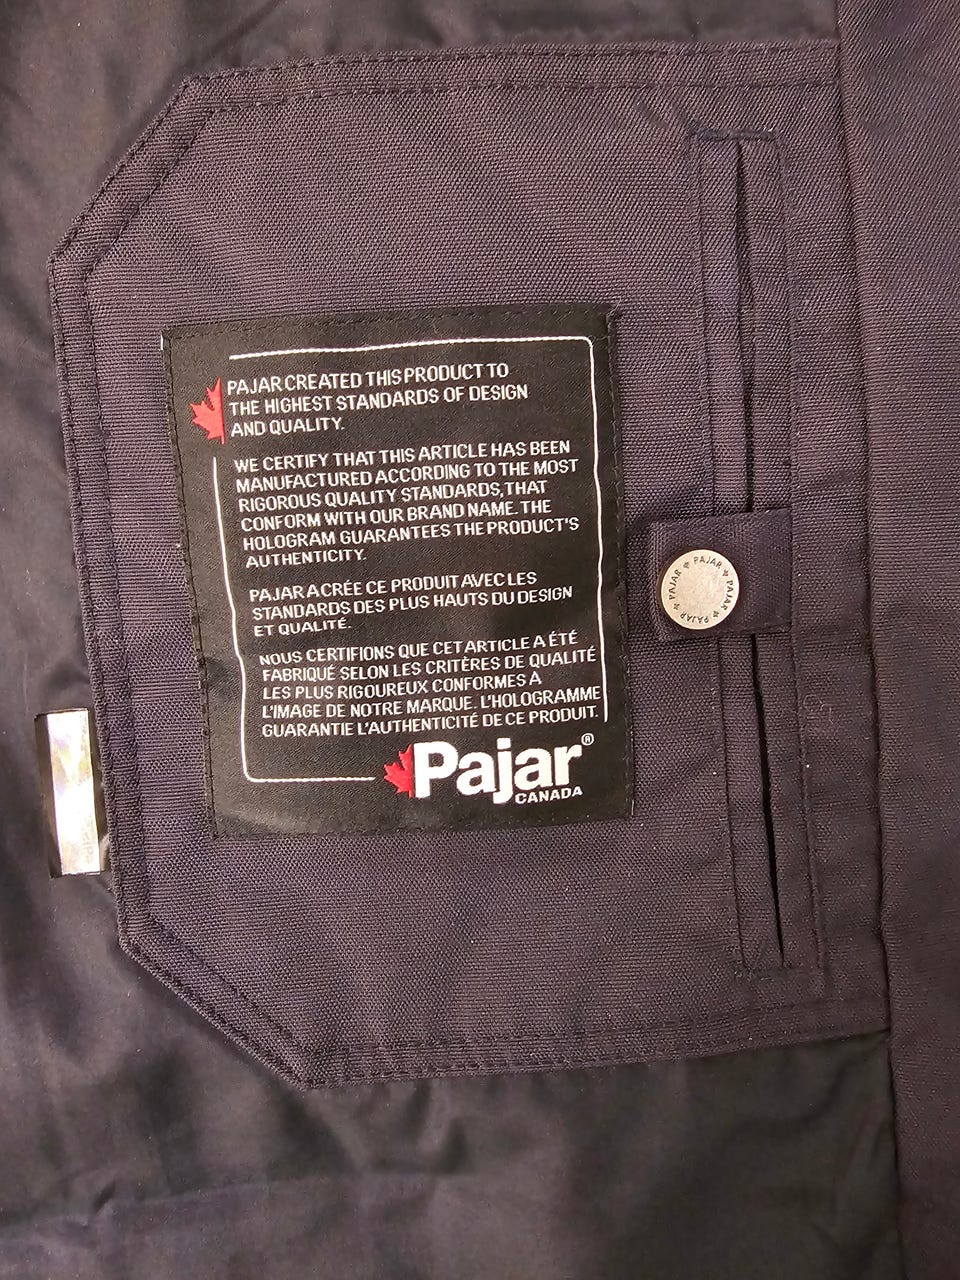 PAJAR CREATED THIS PRODUCT TO
THE HIGHEST STANDARDS OF DESIGN
AND QUALITY.
WE CERTIFY THAT THIS ARTICLE HAS BEEN
MANUFACTURED ACCORDING TO THE MOST
RIGOROUS QUALITY STANDARDS, THAT
CONFORM WITH OUR BRAND NAME. THE
HOLOGRAM GUARANTEES THE PRODUCT'S
AUTHENTICITY.
PAJAR A CRÉE CE PRODUIT AVEC LES
STANDARDS DES PLUS HAUTS DU DESIGN
ET QUALITÉ.
NOUS CERTIFIONS QUE CET ARTICLE A ÉTÉ
FABRIQUÉ SELON LES CRITÈRES DE QUALITÉ
LES PLUS RIGOUREUX CONFORMES A
L'IMAGE DE NOTRE MARQUE. L'HOLOGRAMME
GUARANTIE L'AUTHENTICITÉ DE CE PRODUIT.
Pajar®
CANADA
PAJAR PAJAR PAJAR PAJAR